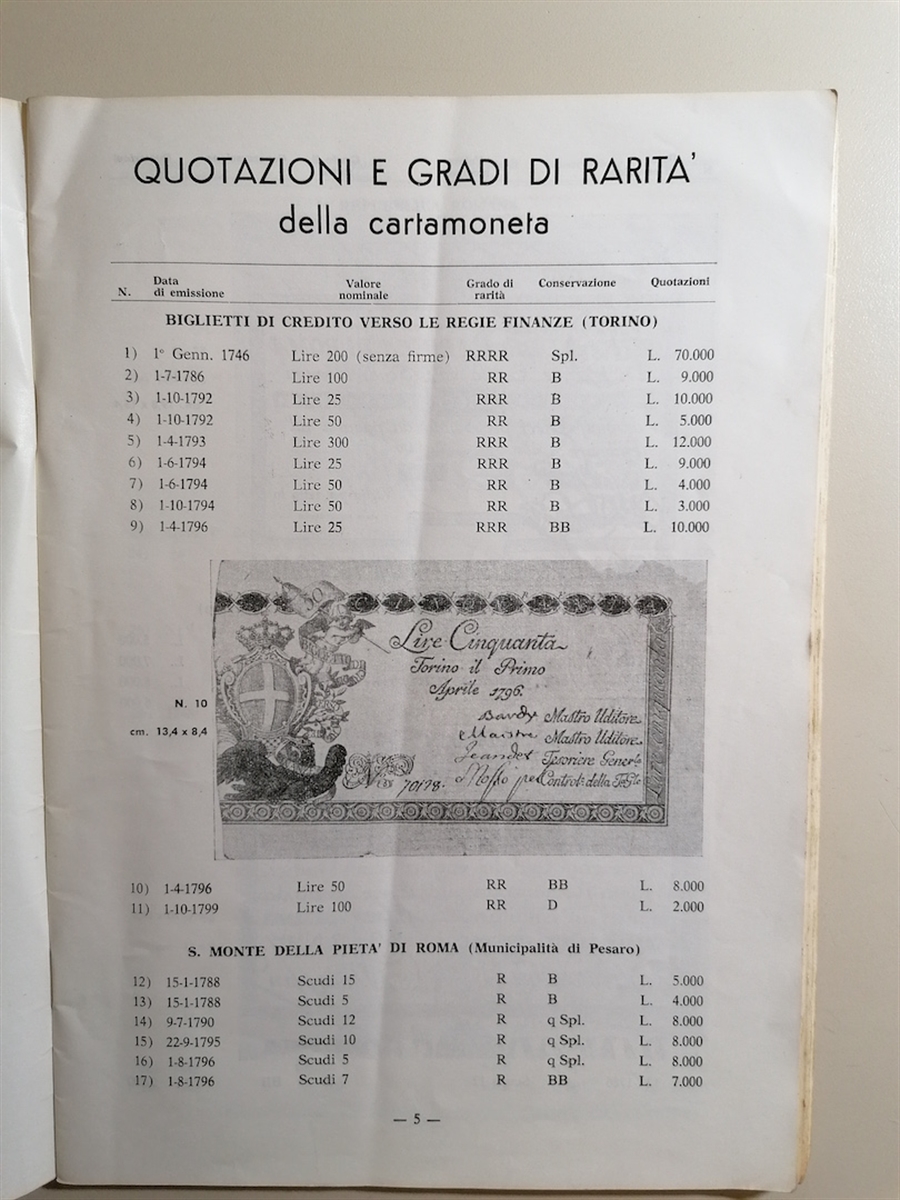 QUOTAZIONI E GRADI DI RARITA'
della cartamoneta
N. Data di emissione Valore nominale Grado di rarità Conservazione Quotazioni
BIGLIETTI DI CREDITO VERSO LE REGIE FINANZE (TORINO)
1) 1° Genn. 1746 Lire 200 (senza firme) RRRR Spl. L. 70.000
2) 1-7-1786 Lire 100 RR B L. 9.000
3) 1-10-1792 Lire 25 RRR B L. 10.000
4) 1-10-1792 Lire 50 RR B L. 5.000
5) 1-4-1793 Lire 300 RRR B L. 12.000
6) 1-6-1794 Lire 25 RRR B L. 9.000
7) 1-6-1794 Lire 50 RR B L. 4.000
8) 1-10-1794 Lire 50 RR B L. 3.000
9) 1-4-1796 Lire 25 RRR BB L. 10.000
Lire Cinquanta
Torino il Primo
Aprile 1796.
Mastro Uditore
Mastro Uditore
Tesoriere Gener.le
Control. della
N. 10
cm. 13,4 x 8,4
10) 1-4-1796 Lire 50 RR BB L. 8.000
11) 1-10-1799 Lire 100 RR D L. 2.000
S. MONTE DELLA PIETA' DI ROMA (Municipalità di Pesaro)
12) 15-1-1788 Scudi 15 R B L. 5.000
13) 15-1-1788 Scudi 5 R B L. 4.000
14) 9-7-1790 Scudi 12 R q Spl. L. 8.000
15) 22-9-1795 Scudi 10 R q Spl. L. 8.000
16) 1-8-1796 Scudi 5 R q Spl. L. 8.000
17) 1-8-1796 Scudi 7 R BB L. 7.000
— 5 —